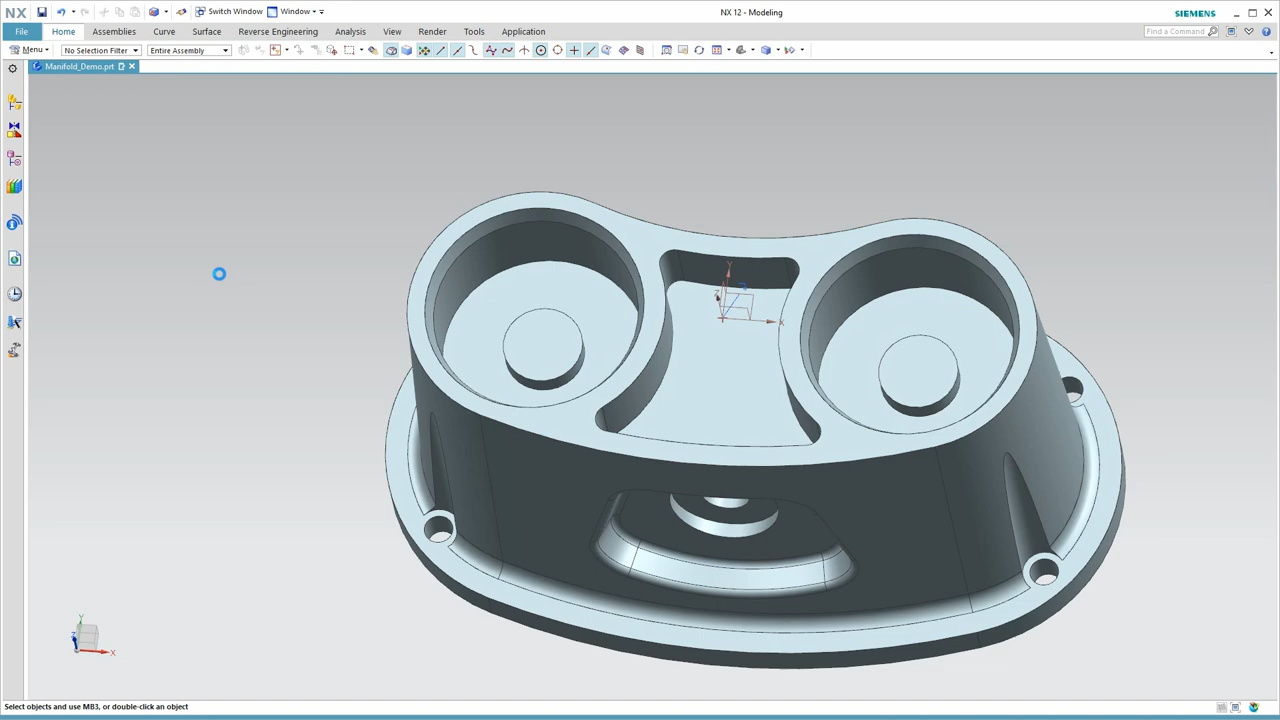 NX
Switch Window
Window
NX 12 - Modeling
SIEMENS
File
Home
Assemblies
Curve
Surface
Reverse Engineering
Analysis
View
Render
Tools
Application
Find a Command
Menu
No Selection Filter
Entire Assembly
Manifold_Demo.prt
Y
Z
Z
X
Y
Z
X
Select objects and use MB3, or double-click an object